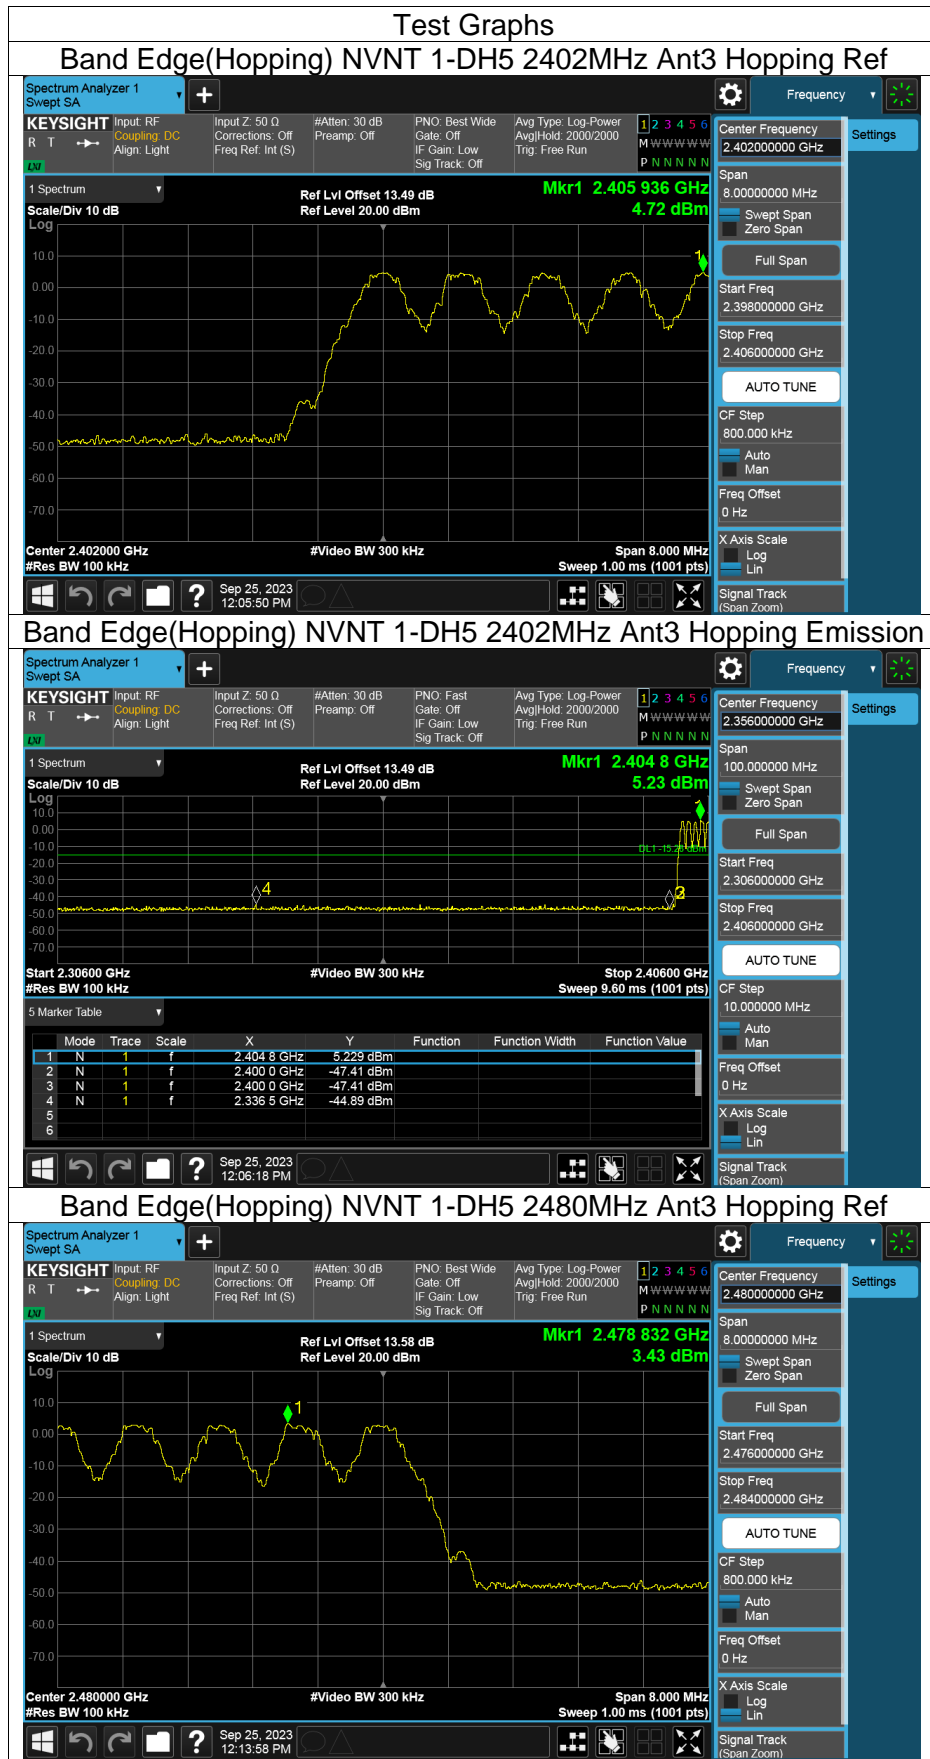 Test Graphs
Band Edge(Hopping) NVNT 1-DH5 2402MHz Ant3 Hopping Ref
Spectrum Analyzer 1
Swept SA
Frequency
KEYSIGHT Input: RF Input Z: 50 Ω #Atten: 30 dB PNO: Best Wide Avg Type: Log-Power 1 2 3 4 5 6
R T Coupling: DC Corrections: Off Preamp: Off Gate: Off Avg|Hold: 2000/2000 M W W W W W
Align: Light Freq Ref: Int (S) IF Gain: Low Trig: Free Run
LXI Sig Track: Off P N N N N N
Center Frequency
2.402000000 GHz
Settings
1 Spectrum
Ref Lvl Offset 13.49 dB
Mkr1 2.405 936 GHz
Scale/Div 10 dB
Ref Level 20.00 dBm
4.72 dBm
Log
10.0
0.00
-10.0
-20.0
-30.0
-40.0
-50.0
-60.0
-70.0
1
Center 2.402000 GHz #Video BW 300 kHz Span 8.000 MHz
#Res BW 100 kHz Sweep 1.00 ms (1001 pts)
Span
8.00000000 MHz
Swept Span
Zero Span
Full Span
Start Freq
2.398000000 GHz
Stop Freq
2.406000000 GHz
AUTO TUNE
CF Step
800.000 kHz
Auto
Man
Freq Offset
0 Hz
X Axis Scale
Log
Lin
Signal Track
(Span Zoom)
? Sep 25, 2023
12:05:50 PM
Band Edge(Hopping) NVNT 1-DH5 2402MHz Ant3 Hopping Emission
Spectrum Analyzer 1
Swept SA
Frequency
KEYSIGHT Input: RF Input Z: 50 Ω #Atten: 30 dB PNO: Fast Avg Type: Log-Power 1 2 3 4 5 6
R T Coupling: DC Corrections: Off Preamp: Off Gate: Off Avg|Hold: 2000/2000 M W W W W W
Align: Light Freq Ref: Int (S) IF Gain: Low Trig: Free Run
LXI Sig Track: Off P N N N N N
Center Frequency
2.356000000 GHz
Settings
1 Spectrum
Ref Lvl Offset 13.49 dB
Mkr1 2.404 8 GHz
Scale/Div 10 dB
Ref Level 20.00 dBm
5.23 dBm
Log
10.0
0.00
-10.0
-20.0
-30.0
-40.0
-50.0
-60.0
-70.0
1
DL1 -15.28 dBm
4
Start 2.30600 GHz #Video BW 300 kHz Stop 2.40600 GHz
#Res BW 100 kHz Sweep 9.60 ms (1001 pts)
5 Marker Table
Mode Trace Scale X Y Function Function Width Function Value
1 N 1 f 2.404 8 GHz 5.229 dBm
2 N 1 f 2.400 0 GHz -47.41 dBm
3 N 1 f 2.400 0 GHz -47.41 dBm
4 N 1 f 2.336 5 GHz -44.89 dBm
5
6
Span
100.000000 MHz
Swept Span
Zero Span
Full Span
Start Freq
2.306000000 GHz
Stop Freq
2.406000000 GHz
AUTO TUNE
CF Step
10.000000 MHz
Auto
Man
Freq Offset
0 Hz
X Axis Scale
Log
Lin
Signal Track
(Span Zoom)
? Sep 25, 2023
12:06:18 PM
Band Edge(Hopping) NVNT 1-DH5 2480MHz Ant3 Hopping Ref
Spectrum Analyzer 1
Swept SA
Frequency
KEYSIGHT Input: RF Input Z: 50 Ω #Atten: 30 dB PNO: Best Wide Avg Type: Log-Power 1 2 3 4 5 6
R T Coupling: DC Corrections: Off Preamp: Off Gate: Off Avg|Hold: 2000/2000 M W W W W W
Align: Light Freq Ref: Int (S) IF Gain: Low Trig: Free Run
LXI Sig Track: Off P N N N N N
Center Frequency
2.480000000 GHz
Settings
1 Spectrum
Ref Lvl Offset 13.58 dB
Mkr1 2.478 832 GHz
Scale/Div 10 dB
Ref Level 20.00 dBm
3.43 dBm
Log
10.0
0.00
-10.0
-20.0
-30.0
-40.0
-50.0
-60.0
-70.0
1
Center 2.480000 GHz #Video BW 300 kHz Span 8.000 MHz
#Res BW 100 kHz Sweep 1.00 ms (1001 pts)
Span
8.00000000 MHz
Swept Span
Zero Span
Full Span
Start Freq
2.476000000 GHz
Stop Freq
2.484000000 GHz
AUTO TUNE
CF Step
800.000 kHz
Auto
Man
Freq Offset
0 Hz
X Axis Scale
Log
Lin
Signal Track
(Span Zoom)
? Sep 25, 2023
12:13:58 PM